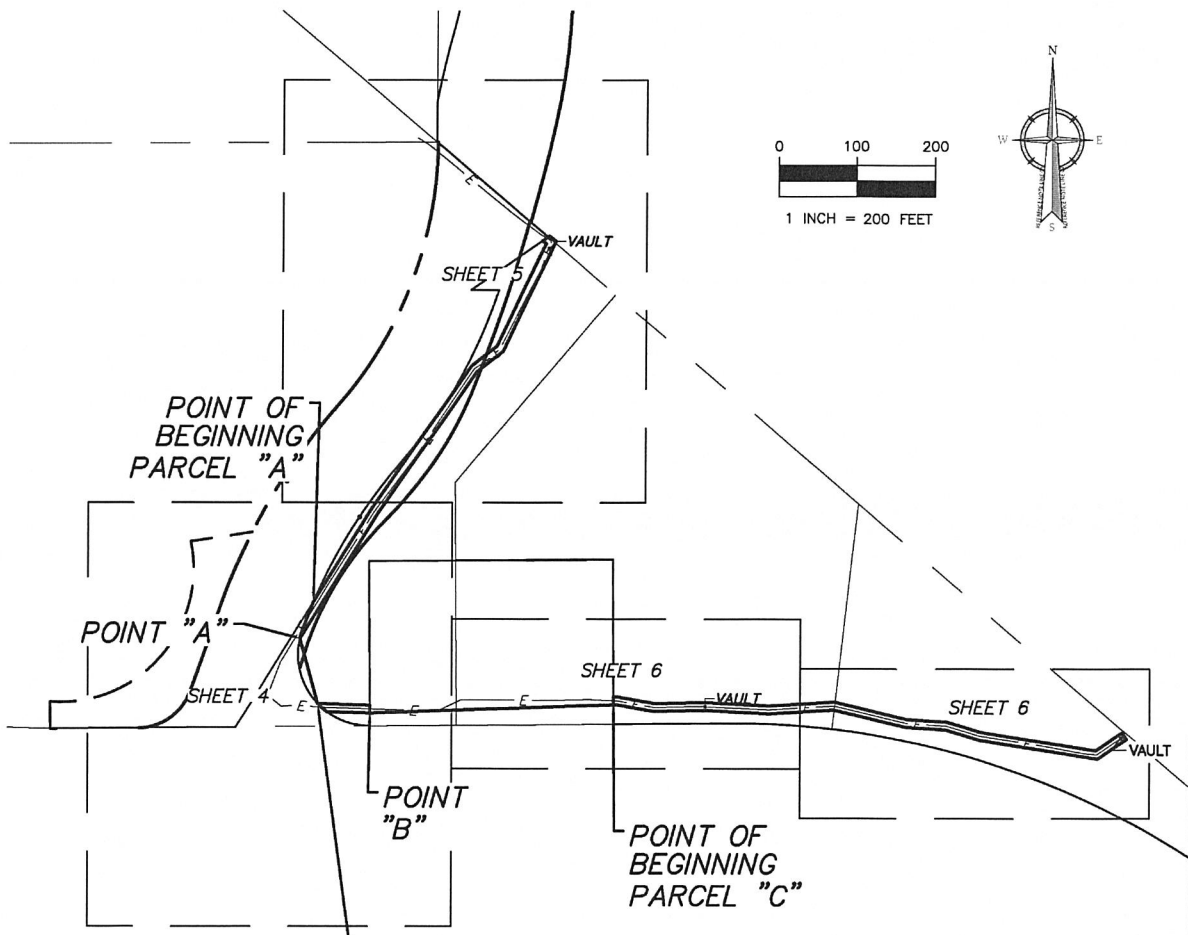 N
W E
S
0 100 200
1 INCH = 200 FEET
E
VAULT
SHEET 5
E
POINT OF
BEGINNING
PARCEL "A"
E
E
POINT "A"
SHEET 4
E
E
E
SHEET 6
E
VAULT
E
SHEET 6
E
E
VAULT
POINT
"B"
POINT OF
BEGINNING
PARCEL "C"